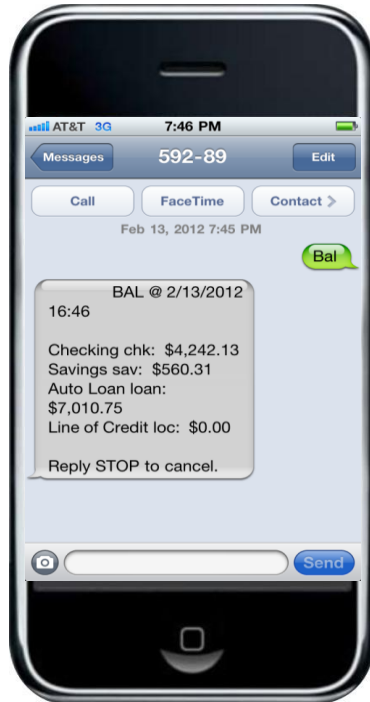 AT&T 3G 7:46 PM
Messages 592-89 Edit
Call FaceTime Contact
Feb 13, 2012 7:45 PM
Bal
BAL @ 2/13/2012
16:46
Checking chk: $4,242.13
Savings sav: $560.31
Auto Loan loan:
$7,010.75
Line of Credit loc: $0.00
Reply STOP to cancel.
Send